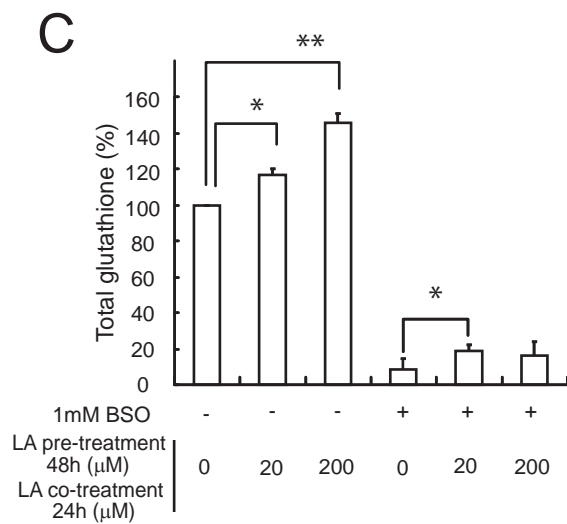 C
**
*
*
Total glutathione (%)
160
140
120
100
80
60
40
20
0
1mM BSO - - - + + +
LA pre-treatment
48h (μM) 0 20 200 0 20 200
LA co-treatment
24h (μM)